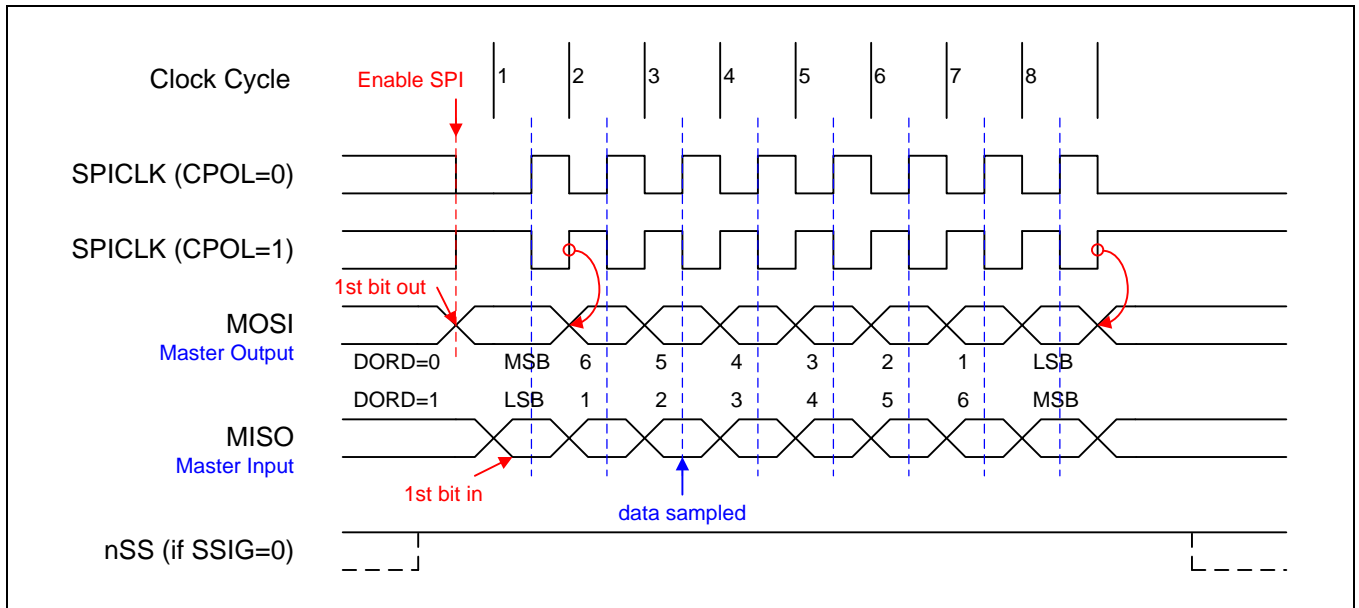 Clock Cycle
Enable SPI
1 2 3 4 5 6 7 8
SPICLK (CPOL=0)
SPICLK (CPOL=1)
1st bit out
MOSI
Master Output
DORD=0 MSB 6 5 4 3 2 1 LSB
DORD=1 LSB 1 2 3 4 5 6 MSB
MISO
Master Input
1st bit in
data sampled
nSS (if SSIG=0)